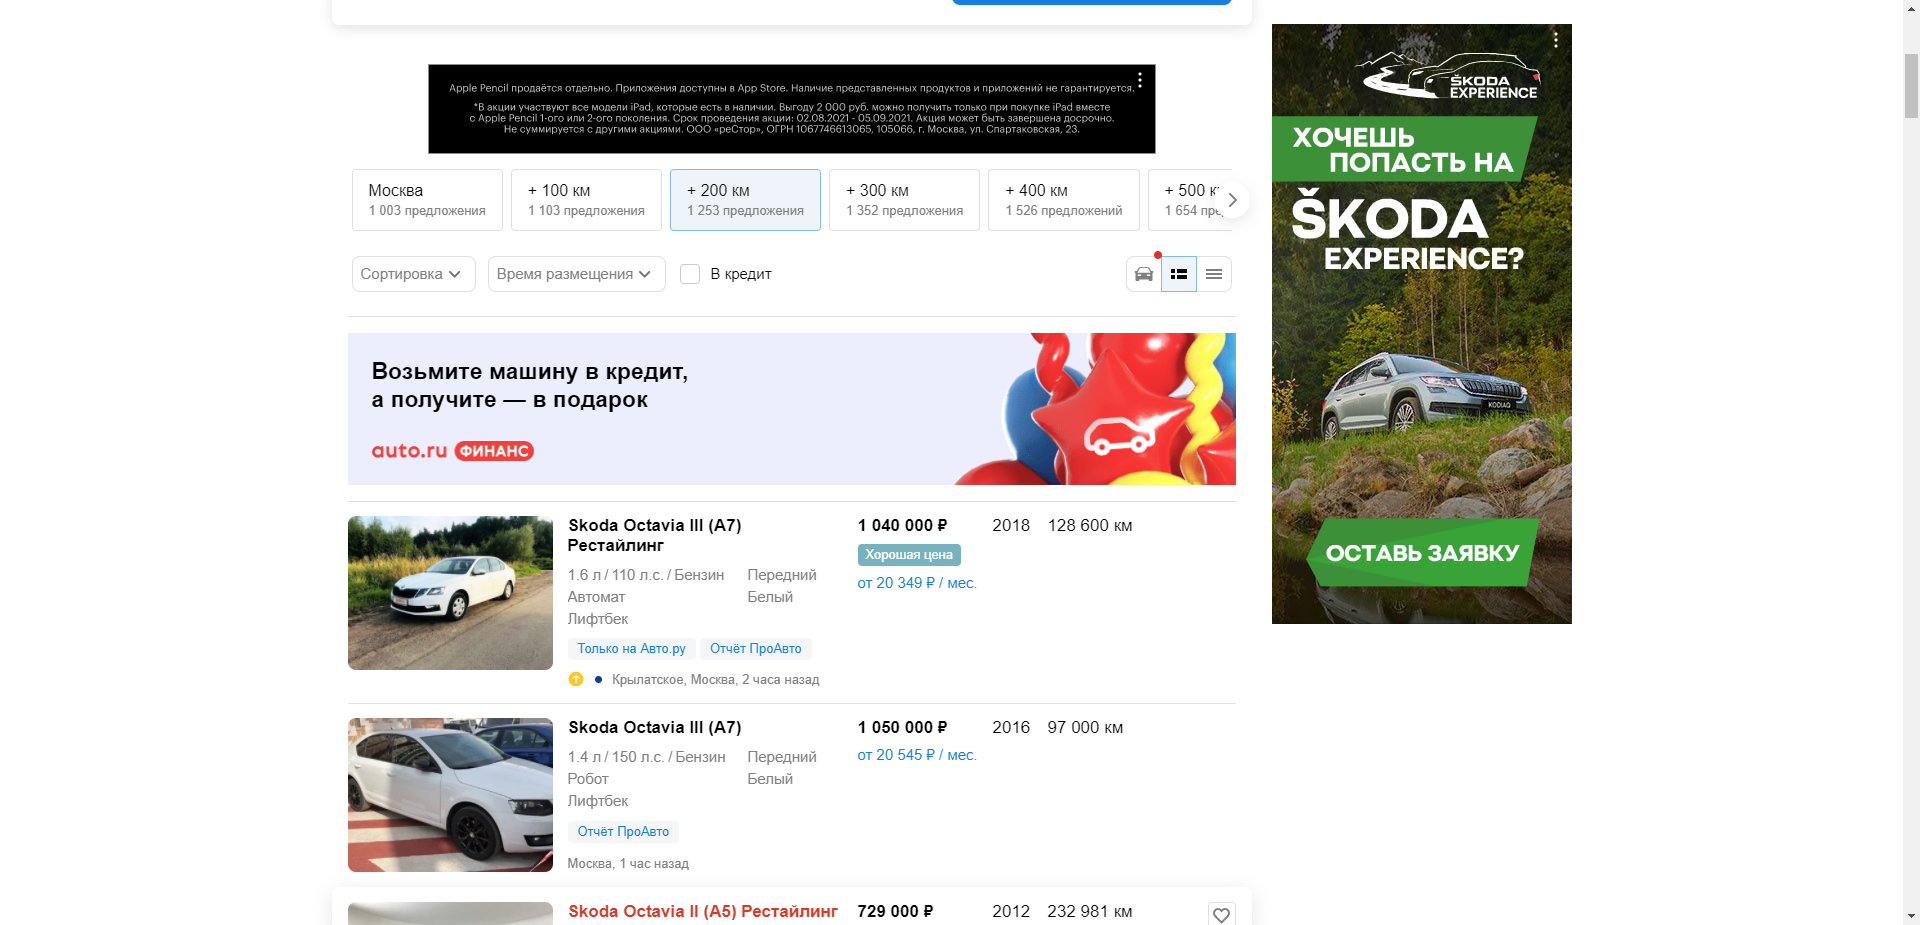 Apple Pencil продаётся отдельно. Приложения доступны в App Store. Наличие представленных продуктов и приложений не гарантируется.
*В акции участвуют все модели iPad, которые есть в наличии. Выгоду 2 000 руб. можно получить только при покупке iPad вместе
с Apple Pencil 1-ого или 2-ого поколения. Срок проведения акции: 02.08.2021 - 05.09.2021. Акция может быть завершена досрочно.
Не суммируется с другими акциями. ООО «реСтор», ОГРН 1067746613065, 105066, г. Москва, ул. Спартаковская, 23.
Москва
1 003 предложения
+ 100 км
1 103 предложения
+ 200 км
1 253 предложения
+ 300 км
1 352 предложения
+ 400 км
1 526 предложений
+ 500
1 654
Сортировка
Время размещения
В кредит
Возьмите машину в кредит,
а получите — в подарок
auto.ru ФИНАНС
Skoda Octavia III (A7)
Рестайлинг
1.6 л / 110 л.с. / Бензин
Автомат
Лифтбек
Передний
Белый
1 040 000 ₽
Хорошая цена
от 20 349 ₽ / мес.
2018
128 600 км
Только на Авто.ру
Отчёт ПроАвто
Крылатское, Москва, 2 часа назад
Skoda Octavia III (A7)
1.4 л / 150 л.с. / Бензин
Робот
Лифтбек
Передний
Белый
1 050 000 ₽
от 20 545 ₽ / мес.
2016
97 000 км
Отчёт ПроАвто
Москва, 1 час назад
Skoda Octavia II (A5) Рестайлинг
729 000 ₽
2012
232 981 км
ŠKODA
EXPERIENCE
ХОЧЕШЬ
ПОПАСТЬ НА
ŠKODA
EXPERIENCE?
KODIAQ
ОСТАВЬ ЗАЯВКУ